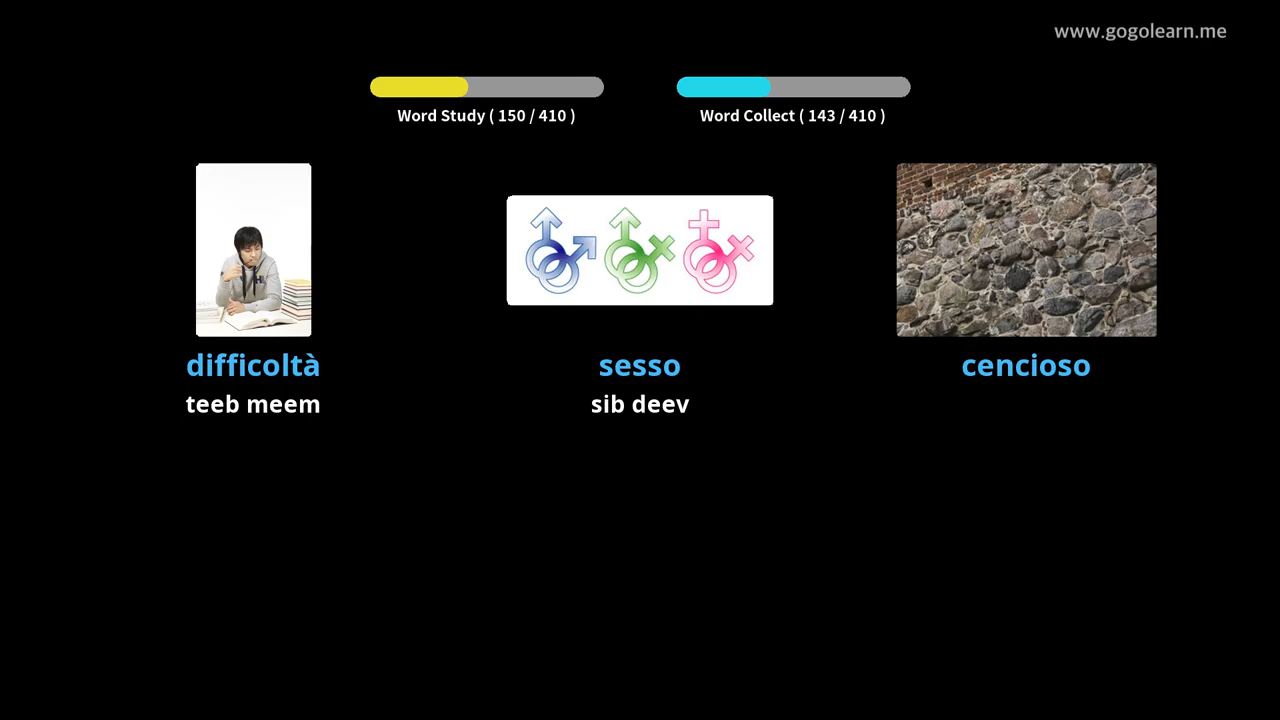 www.gogolearn.me
Word Study ( 150 / 410 )
Word Collect ( 143 / 410 )
difficoltà
teeb meem
sesso
sib deev
cencioso